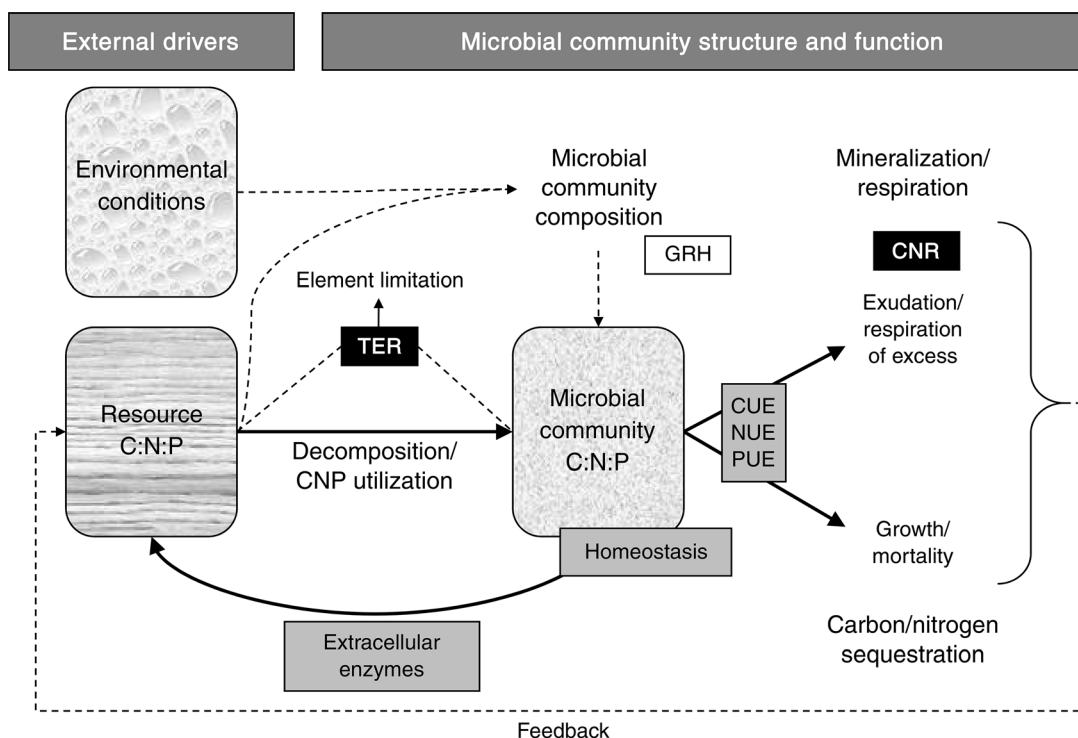 External drivers
Microbial community structure and function
Environmental
conditions
Microbial
community
composition
Mineralization/
respiration
GRH
CNR
Element limitation
TER
Exudation/
respiration
of excess
Resource
C:N:P
Decomposition/
CNP utilization
Microbial
community
C:N:P
CUE
NUE
PUE
Homeostasis
Growth/
mortality
Extracellular
enzymes
Carbon/nitrogen
sequestration
Feedback